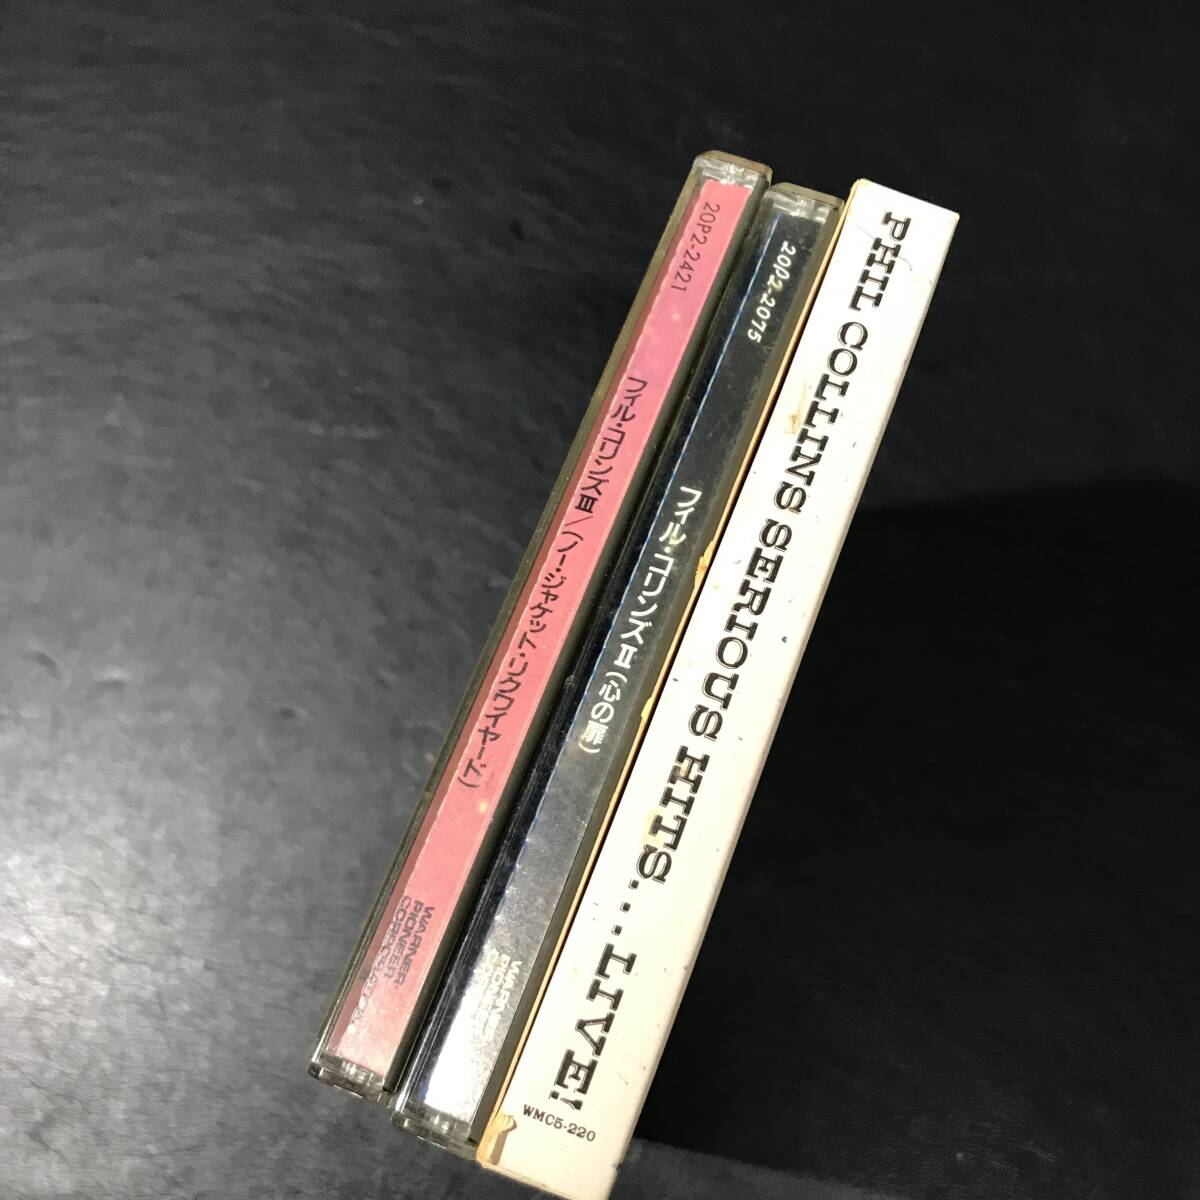 20P2-2421
フィル・コリンズⅢ/(ノー・ジャケット・リクワイヤード)
WARNER
PIONEER
20P2-2075
フィル・コリンズⅡ(心の扉)
PHIL COLLINS SERIOUS HITS...LIVE!
WMC5-220